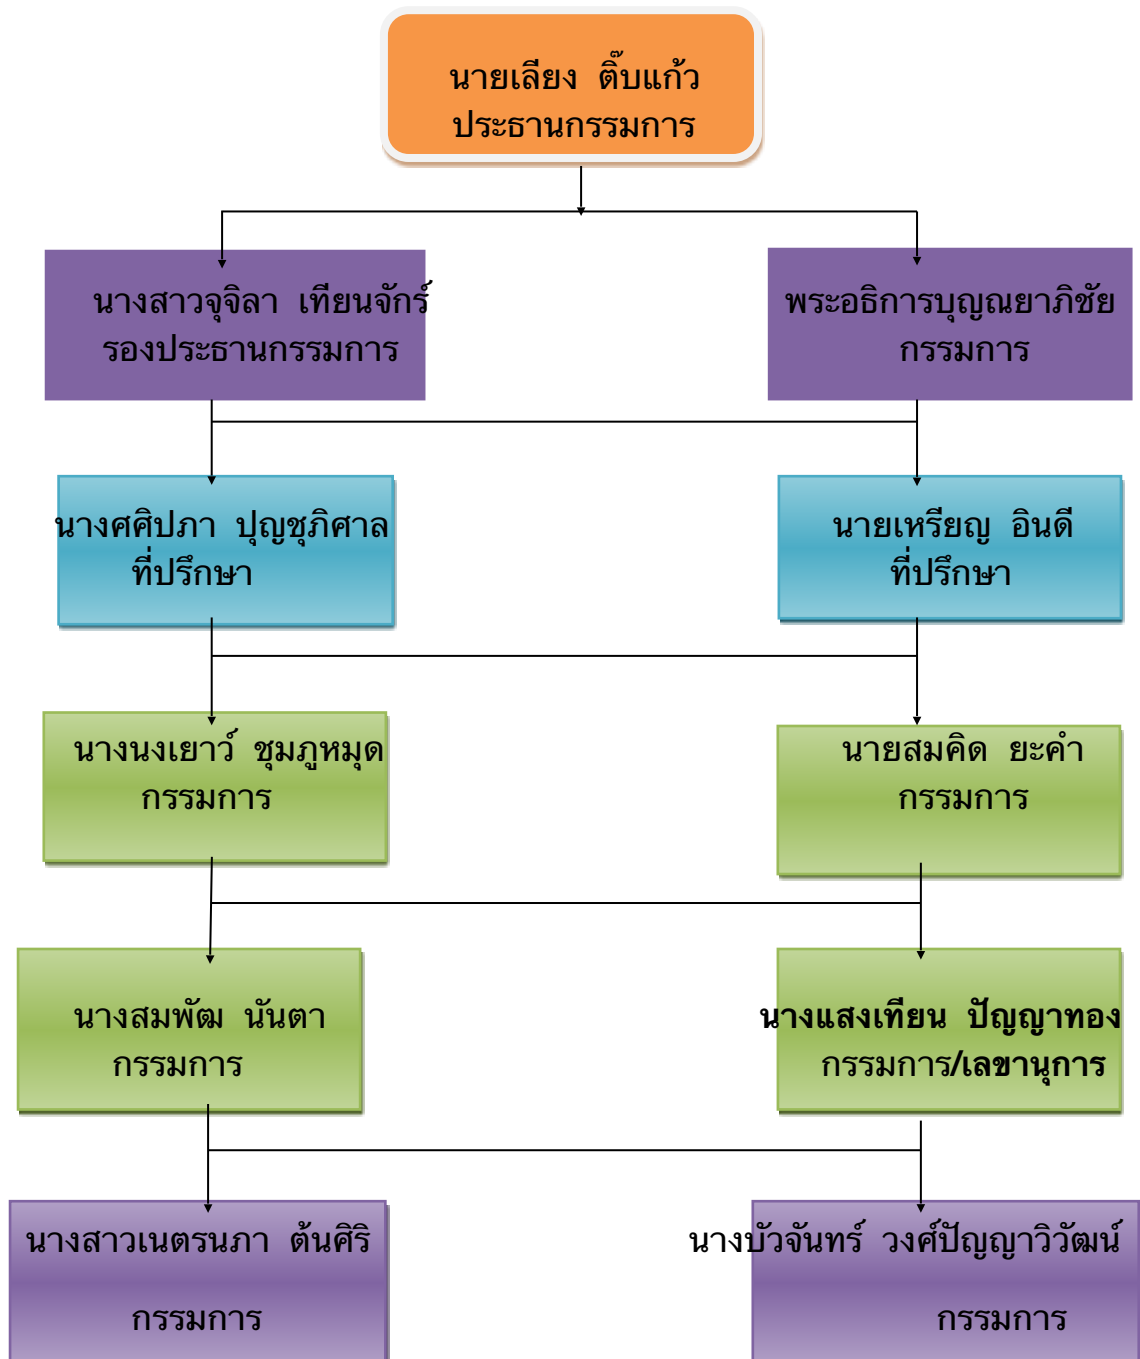 นายเลียง ติ๊บแก้ว
ประธานกรรมการ
นางสาวจุจิลา เทียนจักร์
รองประธานกรรมการ
พระอธิการบุญณยาภิชัย
กรรมการ
นางศศิปภา ปุญชุภิศาล
ที่ปรึกษา
นายเหรียญ อินดี
ที่ปรึกษา
นางนงเยาว์ ชุมภูหมุด
กรรมการ
นายสมคิด ยะคำ
กรรมการ
นางสมพัฒ นันตา
กรรมการ
นางแสงเทียน ปัญญาทอง
กรรมการ/เลขานุการ
นางสาวเนตรนภา ต้นศิริ
กรรมการ
นางบัวจันทร์ วงศ์ปัญญาวิวัฒน์
กรรมการ